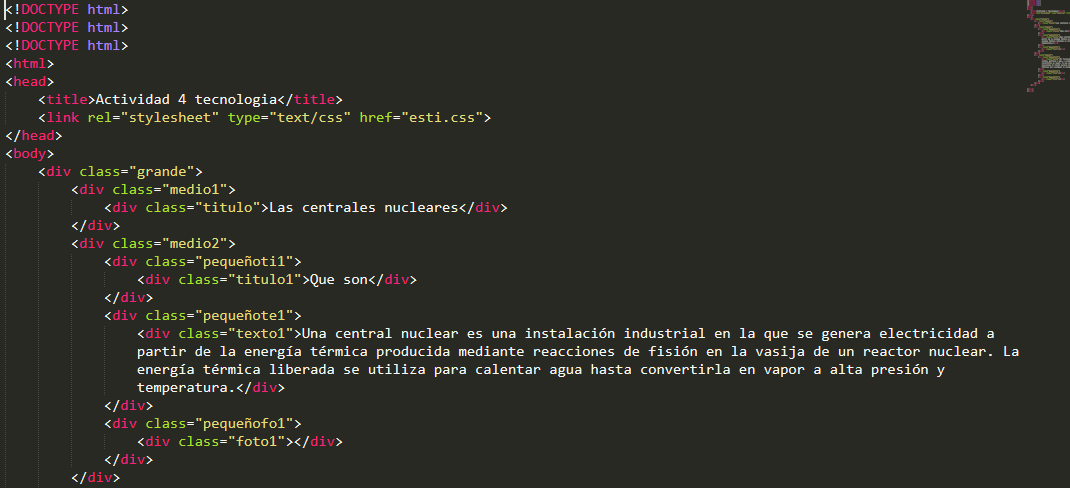 <!DOCTYPE html>
<!DOCTYPE html>
<!DOCTYPE html>
<html>
<head>
    <title>Actividad 4 tecnologia</title>
    <link rel="stylesheet" type="text/css" href="esti.css">
</head>
<body>
    <div class="grande">
        <div class="medio1">
            <div class="titulo">Las centrales nucleares</div>
        </div>
        <div class="medio2">
            <div class="pequeñoti1">
                <div class="titulo1">Que son</div>
            </div>
            <div class="pequeñote1">
                <div class="texto1">Una central nuclear es una instalación industrial en la que se genera electricidad a
                partir de la energía térmica producida mediante reacciones de fisión en la vasija de un reactor nuclear. La
                energía térmica liberada se utiliza para calentar agua hasta convertirla en vapor a alta presión y
                temperatura.</div>
            </div>
            <div class="pequeñofo1">
                <div class="foto1"></div>
            </div>
        </div>